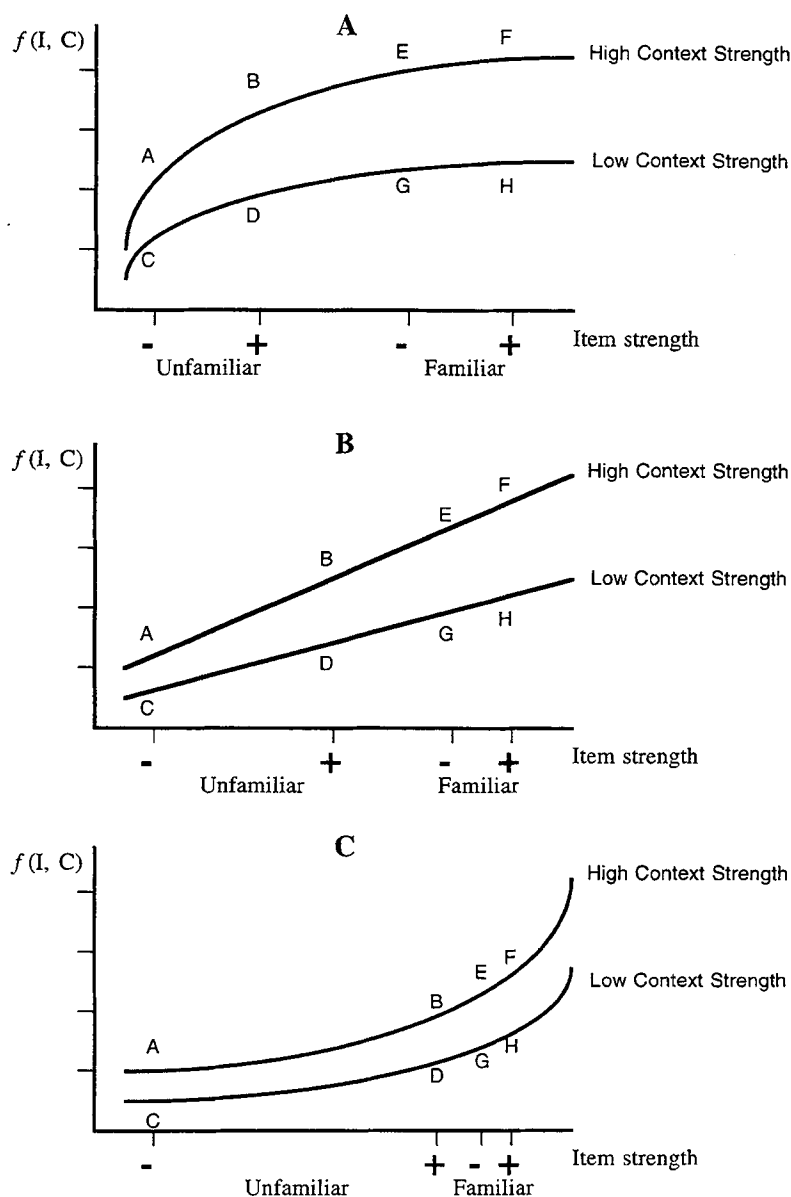 A
f (I, C)
F
E
High Context Strength
B
A
Low Context Strength
G H
D
C
- + - + Item strength
Unfamiliar Familiar
B
f (I, C)
High Context Strength
F
E
B
Low Context Strength
A
H
G
D
C
- + - + Item strength
Unfamiliar Familiar
C
f (I, C)
High Context Strength
F
E
Low Context Strength
B
A
H
G
D
C
- + - + Item strength
Unfamiliar Familiar